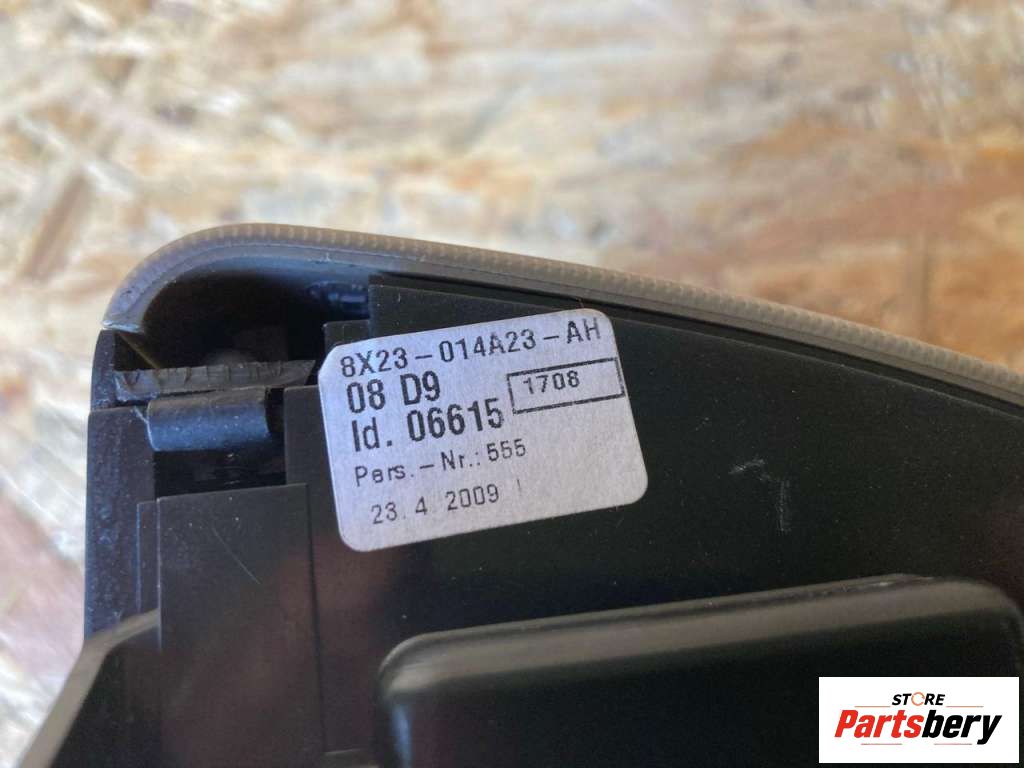 8X23-014A23-AH
08 D9
1708
Id. 06615
Pers.-Nr.: 555
23.4.2009
STORE
Partsbery